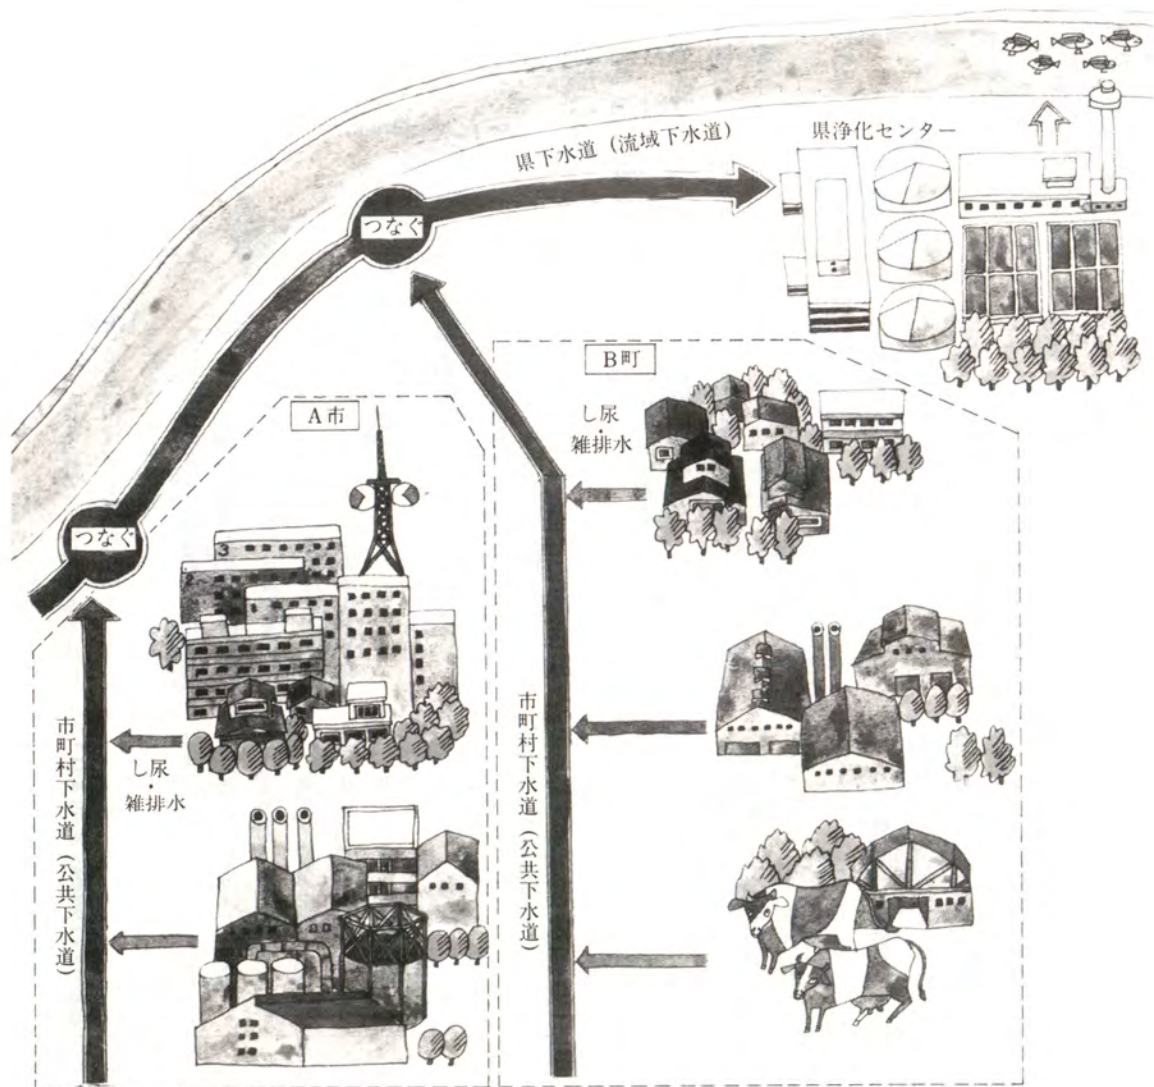 県浄化センター
県下水道（流域下水道）
つなぐ
B町
し尿・雑排水
A市
つなぐ
3
市町村下水道（公共下水道）
し尿・雑排水
市町村下水道（公共下水道）